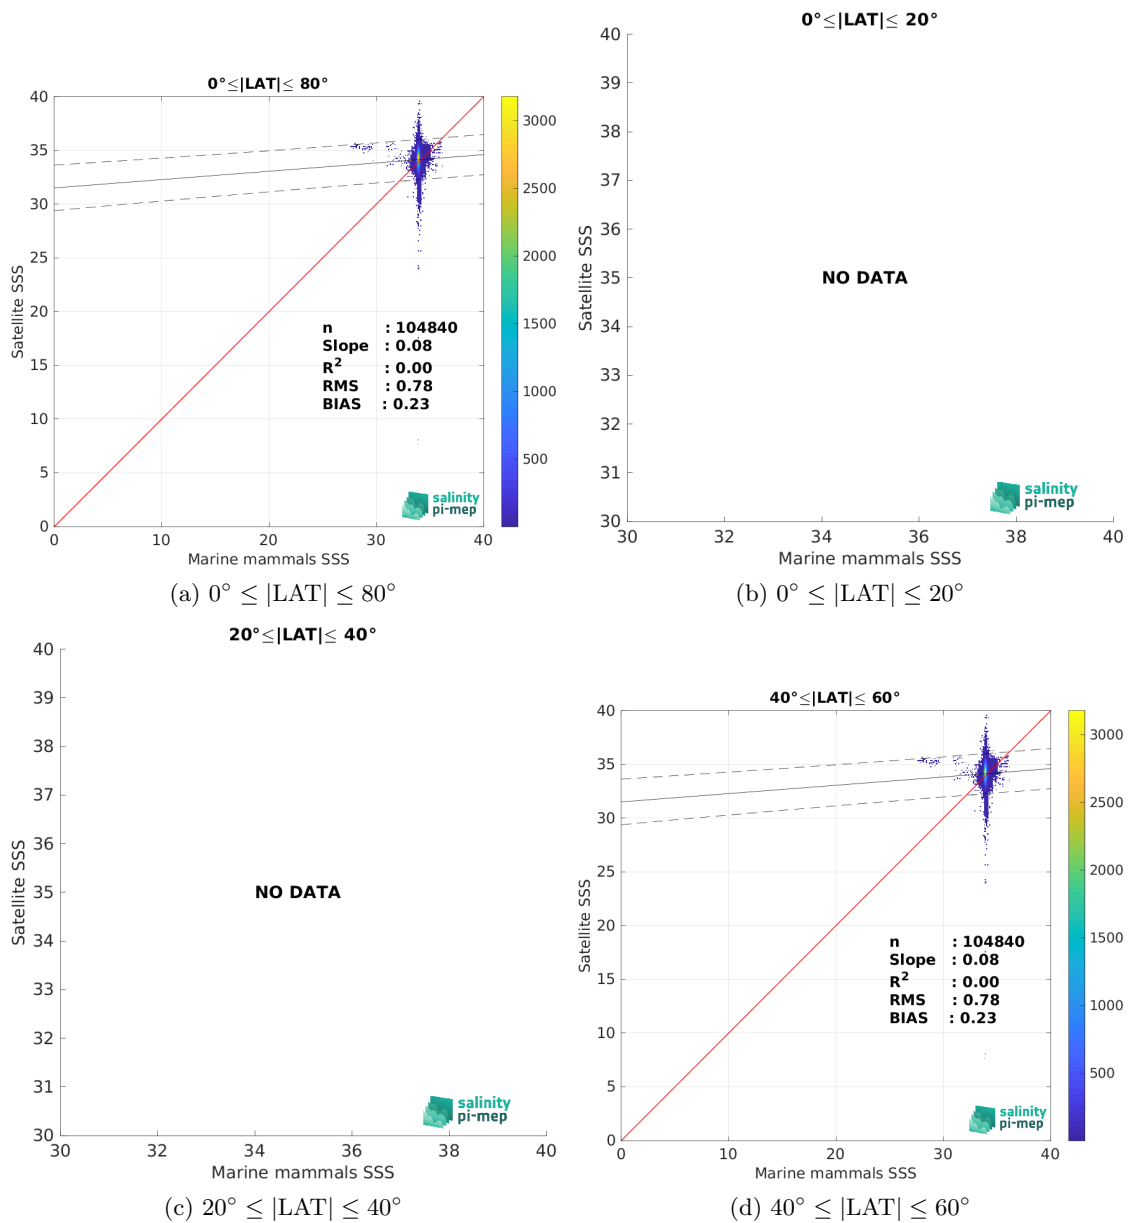 0°≤|LAT|≤ 80°
40
35
30
25
20
15
10
5
0
0
10
20
30
40
Satellite SSS
Marine mammals SSS
n : 104840
Slope : 0.08
R² : 0.00
RMS : 0.78
BIAS : 0.23
3000
2500
2000
1500
1000
500
salinity
pi-mep
(a) 0° ≤ |LAT| ≤ 80°
0°≤|LAT|≤ 20°
40
39
38
37
36
35
34
33
32
31
30
30
32
34
36
38
40
Satellite SSS
Marine mammals SSS
NO DATA
salinity
pi-mep
(b) 0° ≤ |LAT| ≤ 20°
20°≤|LAT|≤ 40°
40
39
38
37
36
35
34
33
32
31
30
30
32
34
36
38
40
Satellite SSS
Marine mammals SSS
NO DATA
salinity
pi-mep
(c) 20° ≤ |LAT| ≤ 40°
40°≤|LAT|≤ 60°
40
35
30
25
20
15
10
5
0
0
10
20
30
40
Satellite SSS
Marine mammals SSS
n : 104840
Slope : 0.08
R² : 0.00
RMS : 0.78
BIAS : 0.23
3000
2500
2000
1500
1000
500
salinity
pi-mep
(d) 40° ≤ |LAT| ≤ 60°